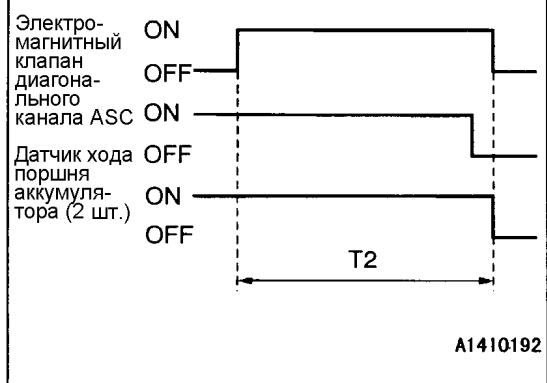 Электро-
магнитный
клапан
диагона-
льного
канала ASC
ON
OFF
ON
Датчик хода
поршня
аккумуля-
тора (2 шт.)
OFF
ON
OFF
T2
A1410192